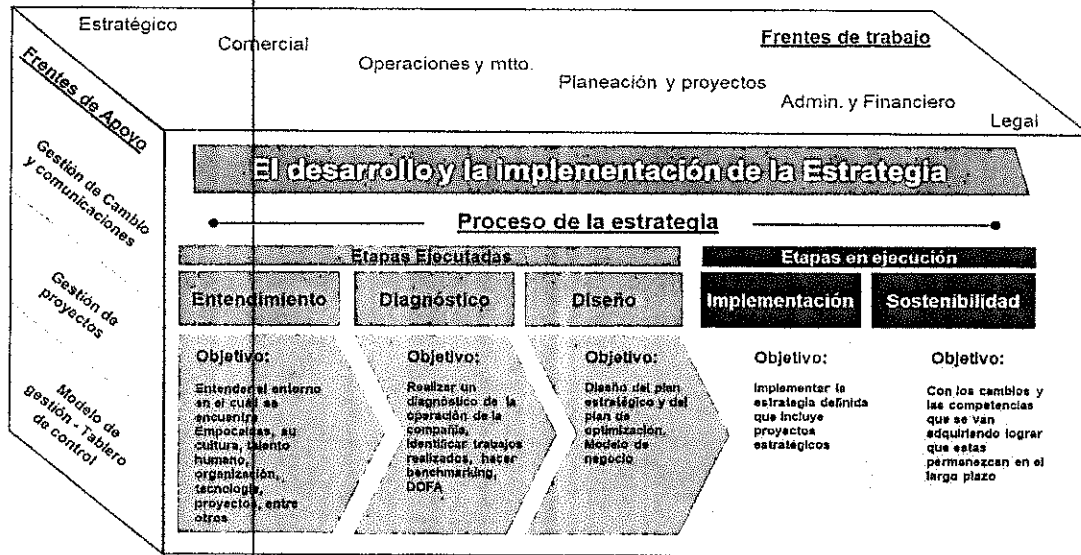 Estratégico
Comercial
Operaciones y mtto.
Planeación y proyectos
Admin. y Financiero
Legal
Frentes de trabajo
Frentes de Apoyo
Gestión de Cambio
y comunicaciones
Gestión de
proyectos
Modelo de
gestión - Tablero
de control
El desarrollo y la implementación de la Estrategia
Proceso de la estrategia
Etapas Ejecutadas
Etapas en ejecución
Entendimiento
Diagnóstico
Diseño
Implementación
Sostenibilidad
Objetivo:
Entender el entorno
en el cual se
encuentra
Empocaldas, su
cultura, talento
humano,
organización,
tecnología,
proyectos, entre
otros
Objetivo:
Realizar un
diagnóstico de la
operación de la
compañía,
identificar trabajos
realizados, hacer
benchmarking,
DOFA
Objetivo:
Diseño del plan
estratégico y del
plan de
optimización.
Modelo de
negocio
Objetivo:
Implementar la
estrategia definida
que incluye
proyectos
estratégicos
Objetivo:
Con los cambios y
las competencias
que se van
adquiriendo lograr
que estas
permanezcan en el
largo plazo